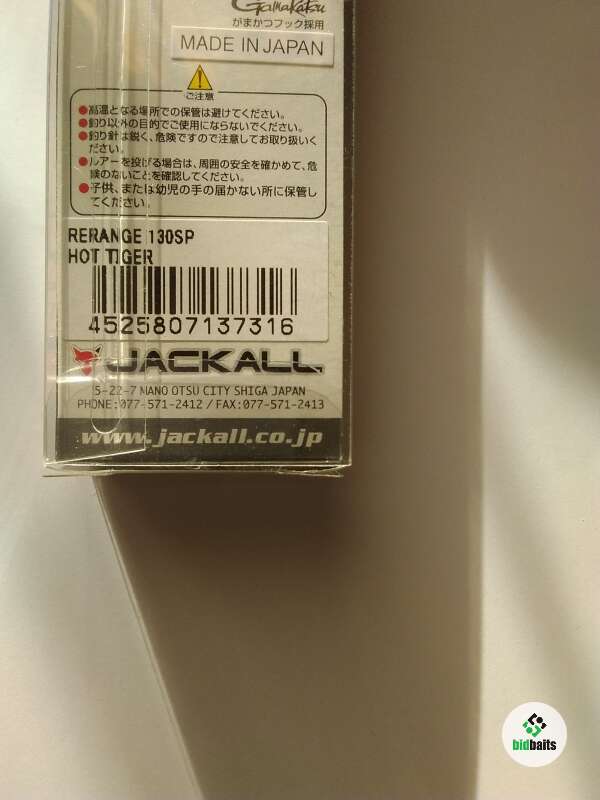 Gamakatsu
がまかつフック採用
MADE IN JAPAN
ご注意
●高温となる場所での保管は避けてください。
●釣り以外の目的でご使用にならないでください。
●釣り針は鋭く、危険ですので注意してお取り扱いく
ださい。
●ルアーを投げる場合は、周囲の安全を確かめて、危
険のないことを確認してください。
●子供、または幼児の手の届かない所に保管し
てください。
RERANGE 130SP
HOT TIGER
4525807137316
JACKALL
5-22-7 MANO OTSU CITY SHIGA JAPAN
PHONE:077-571-2412 / FAX:077-571-2413
www.jackall.co.jp
bidbaits